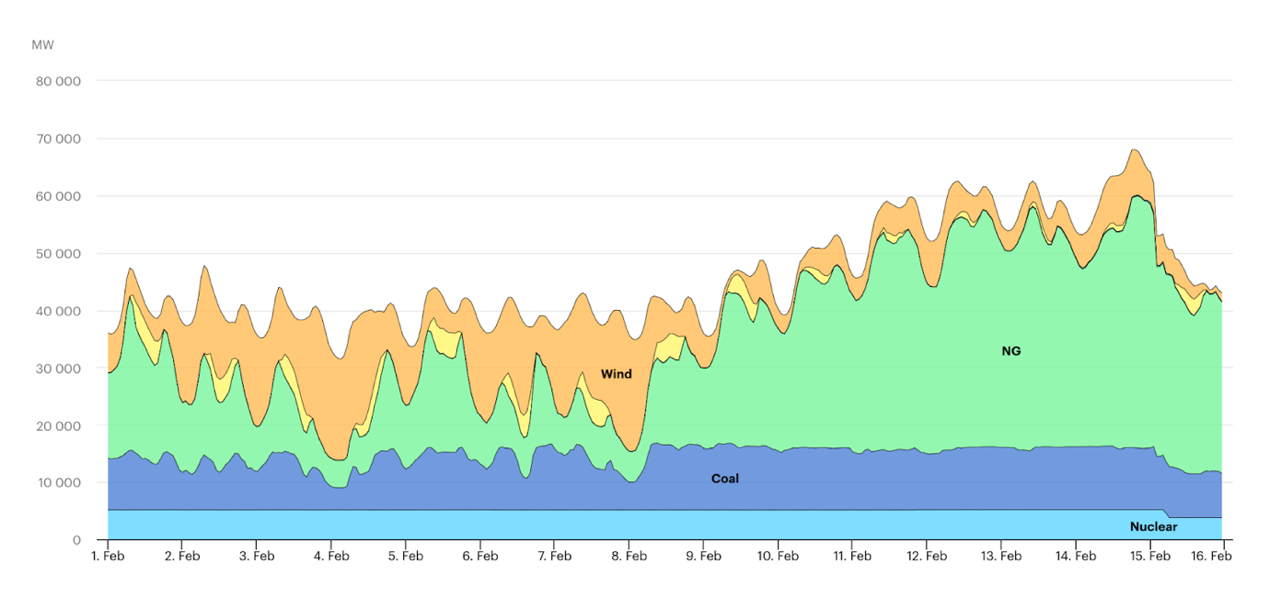 MW
80 000
70 000
60 000
50 000
40 000
30 000
20 000
10 000
0
Wind
NG
Coal
Nuclear
1. Feb 2. Feb 3. Feb 4. Feb 5. Feb 6. Feb 7. Feb 8. Feb 9. Feb 10. Feb 11. Feb 12. Feb 13. Feb 14. Feb 15. Feb 16. Feb